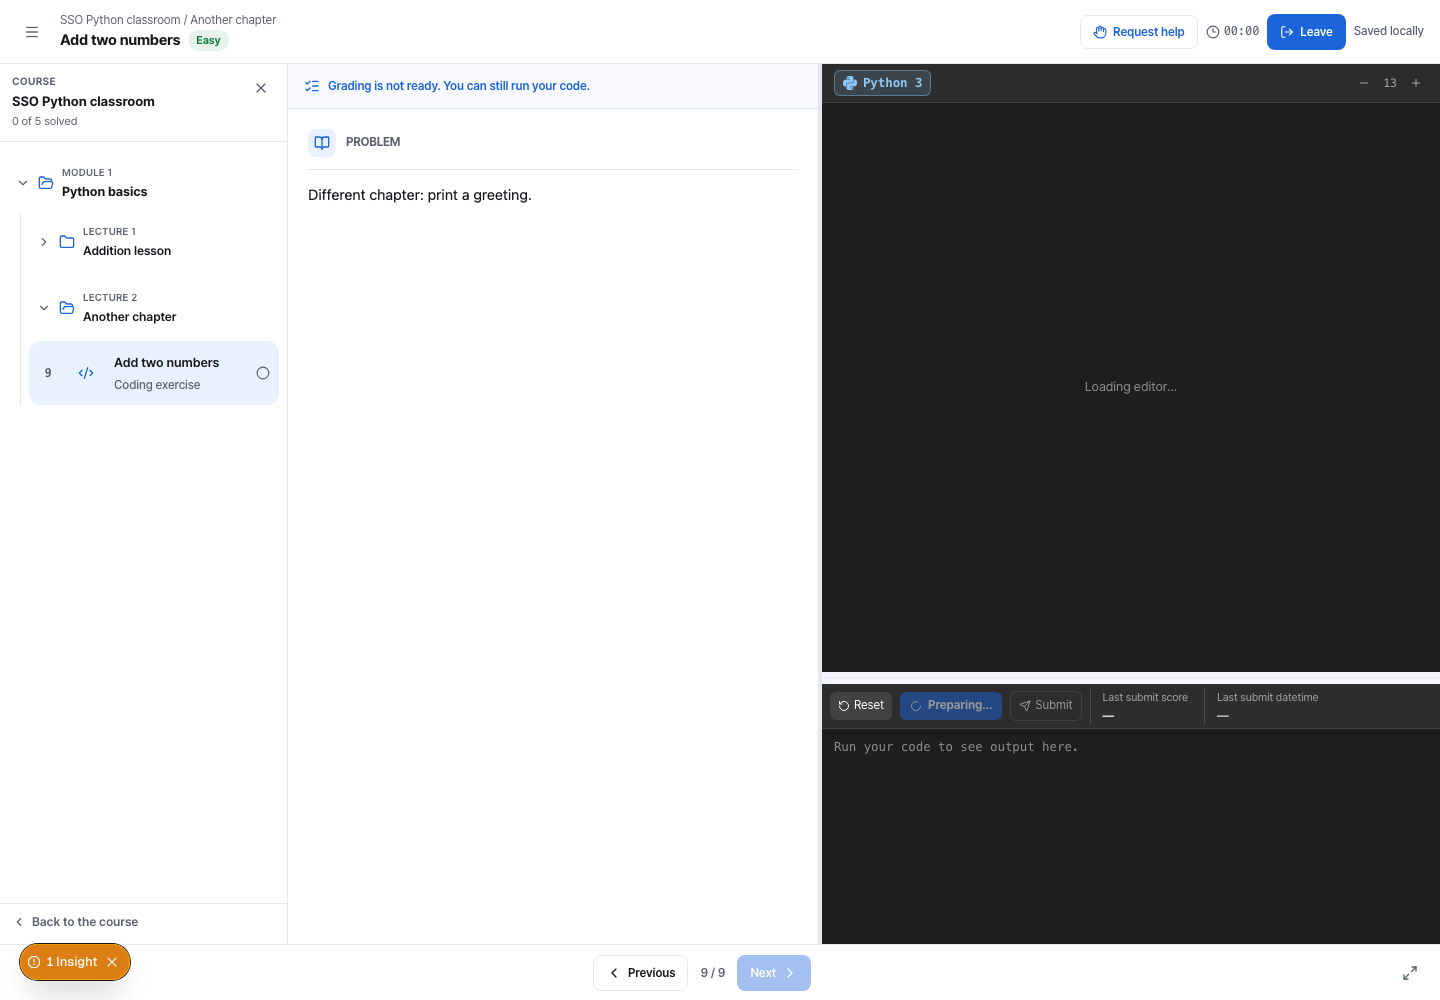 SSO Python classroom / Another chapter
Add two numbers Easy
Request help
00:00
Leave
Saved locally
COURSE
SSO Python classroom
0 of 5 solved
MODULE 1
Python basics
LECTURE 1
Addition lesson
LECTURE 2
Another chapter
9
Add two numbers
Coding exercise
Back to the course
1 Insight
Grading is not ready. You can still run your code.
PROBLEM
Different chapter: print a greeting.
Python 3
13
Loading editor...
Reset
Preparing...
Submit
Last submit score
—
Last submit datetime
—
Run your code to see output here.
Previous
9 / 9
Next